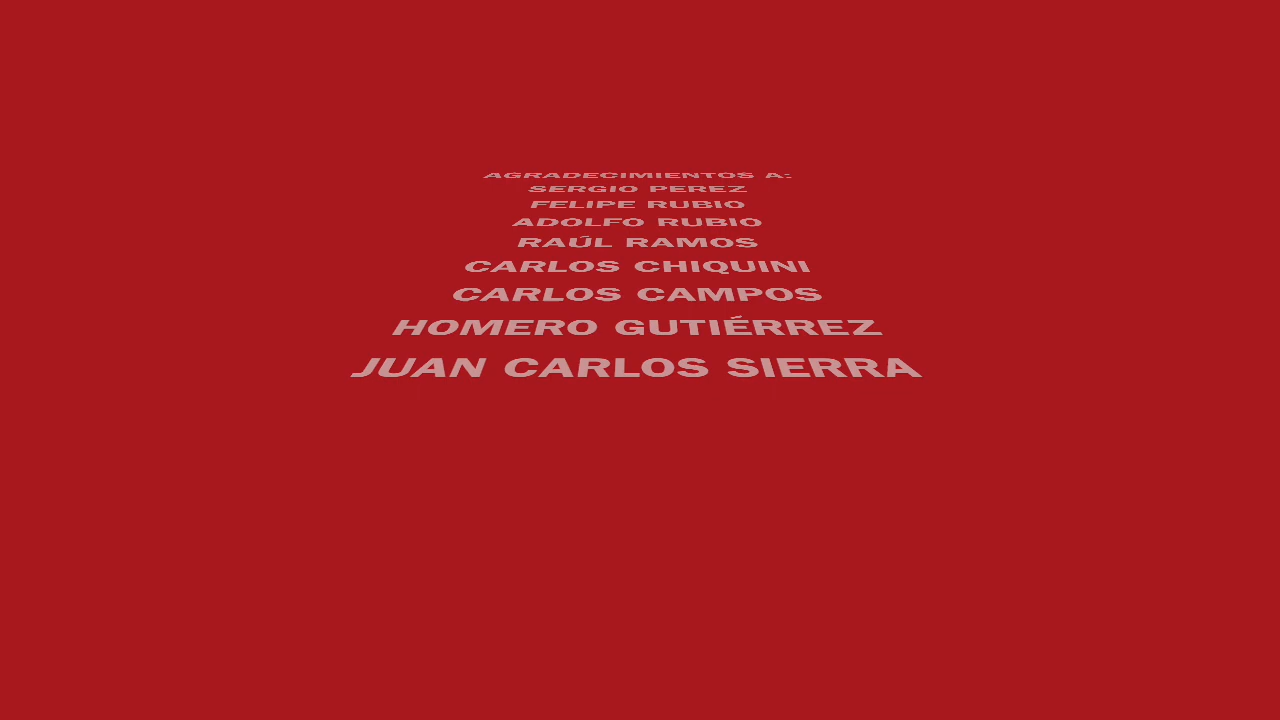 AGRADECIMIENTOS A:
SERGIO PEREZ
FELIPE RUBIO
ADOLFO RUBIO
RAÚL RAMOS
CARLOS CHIQUINI
CARLOS CAMPOS
HOMERO GUTIÉRREZ
JUAN CARLOS SIERRA